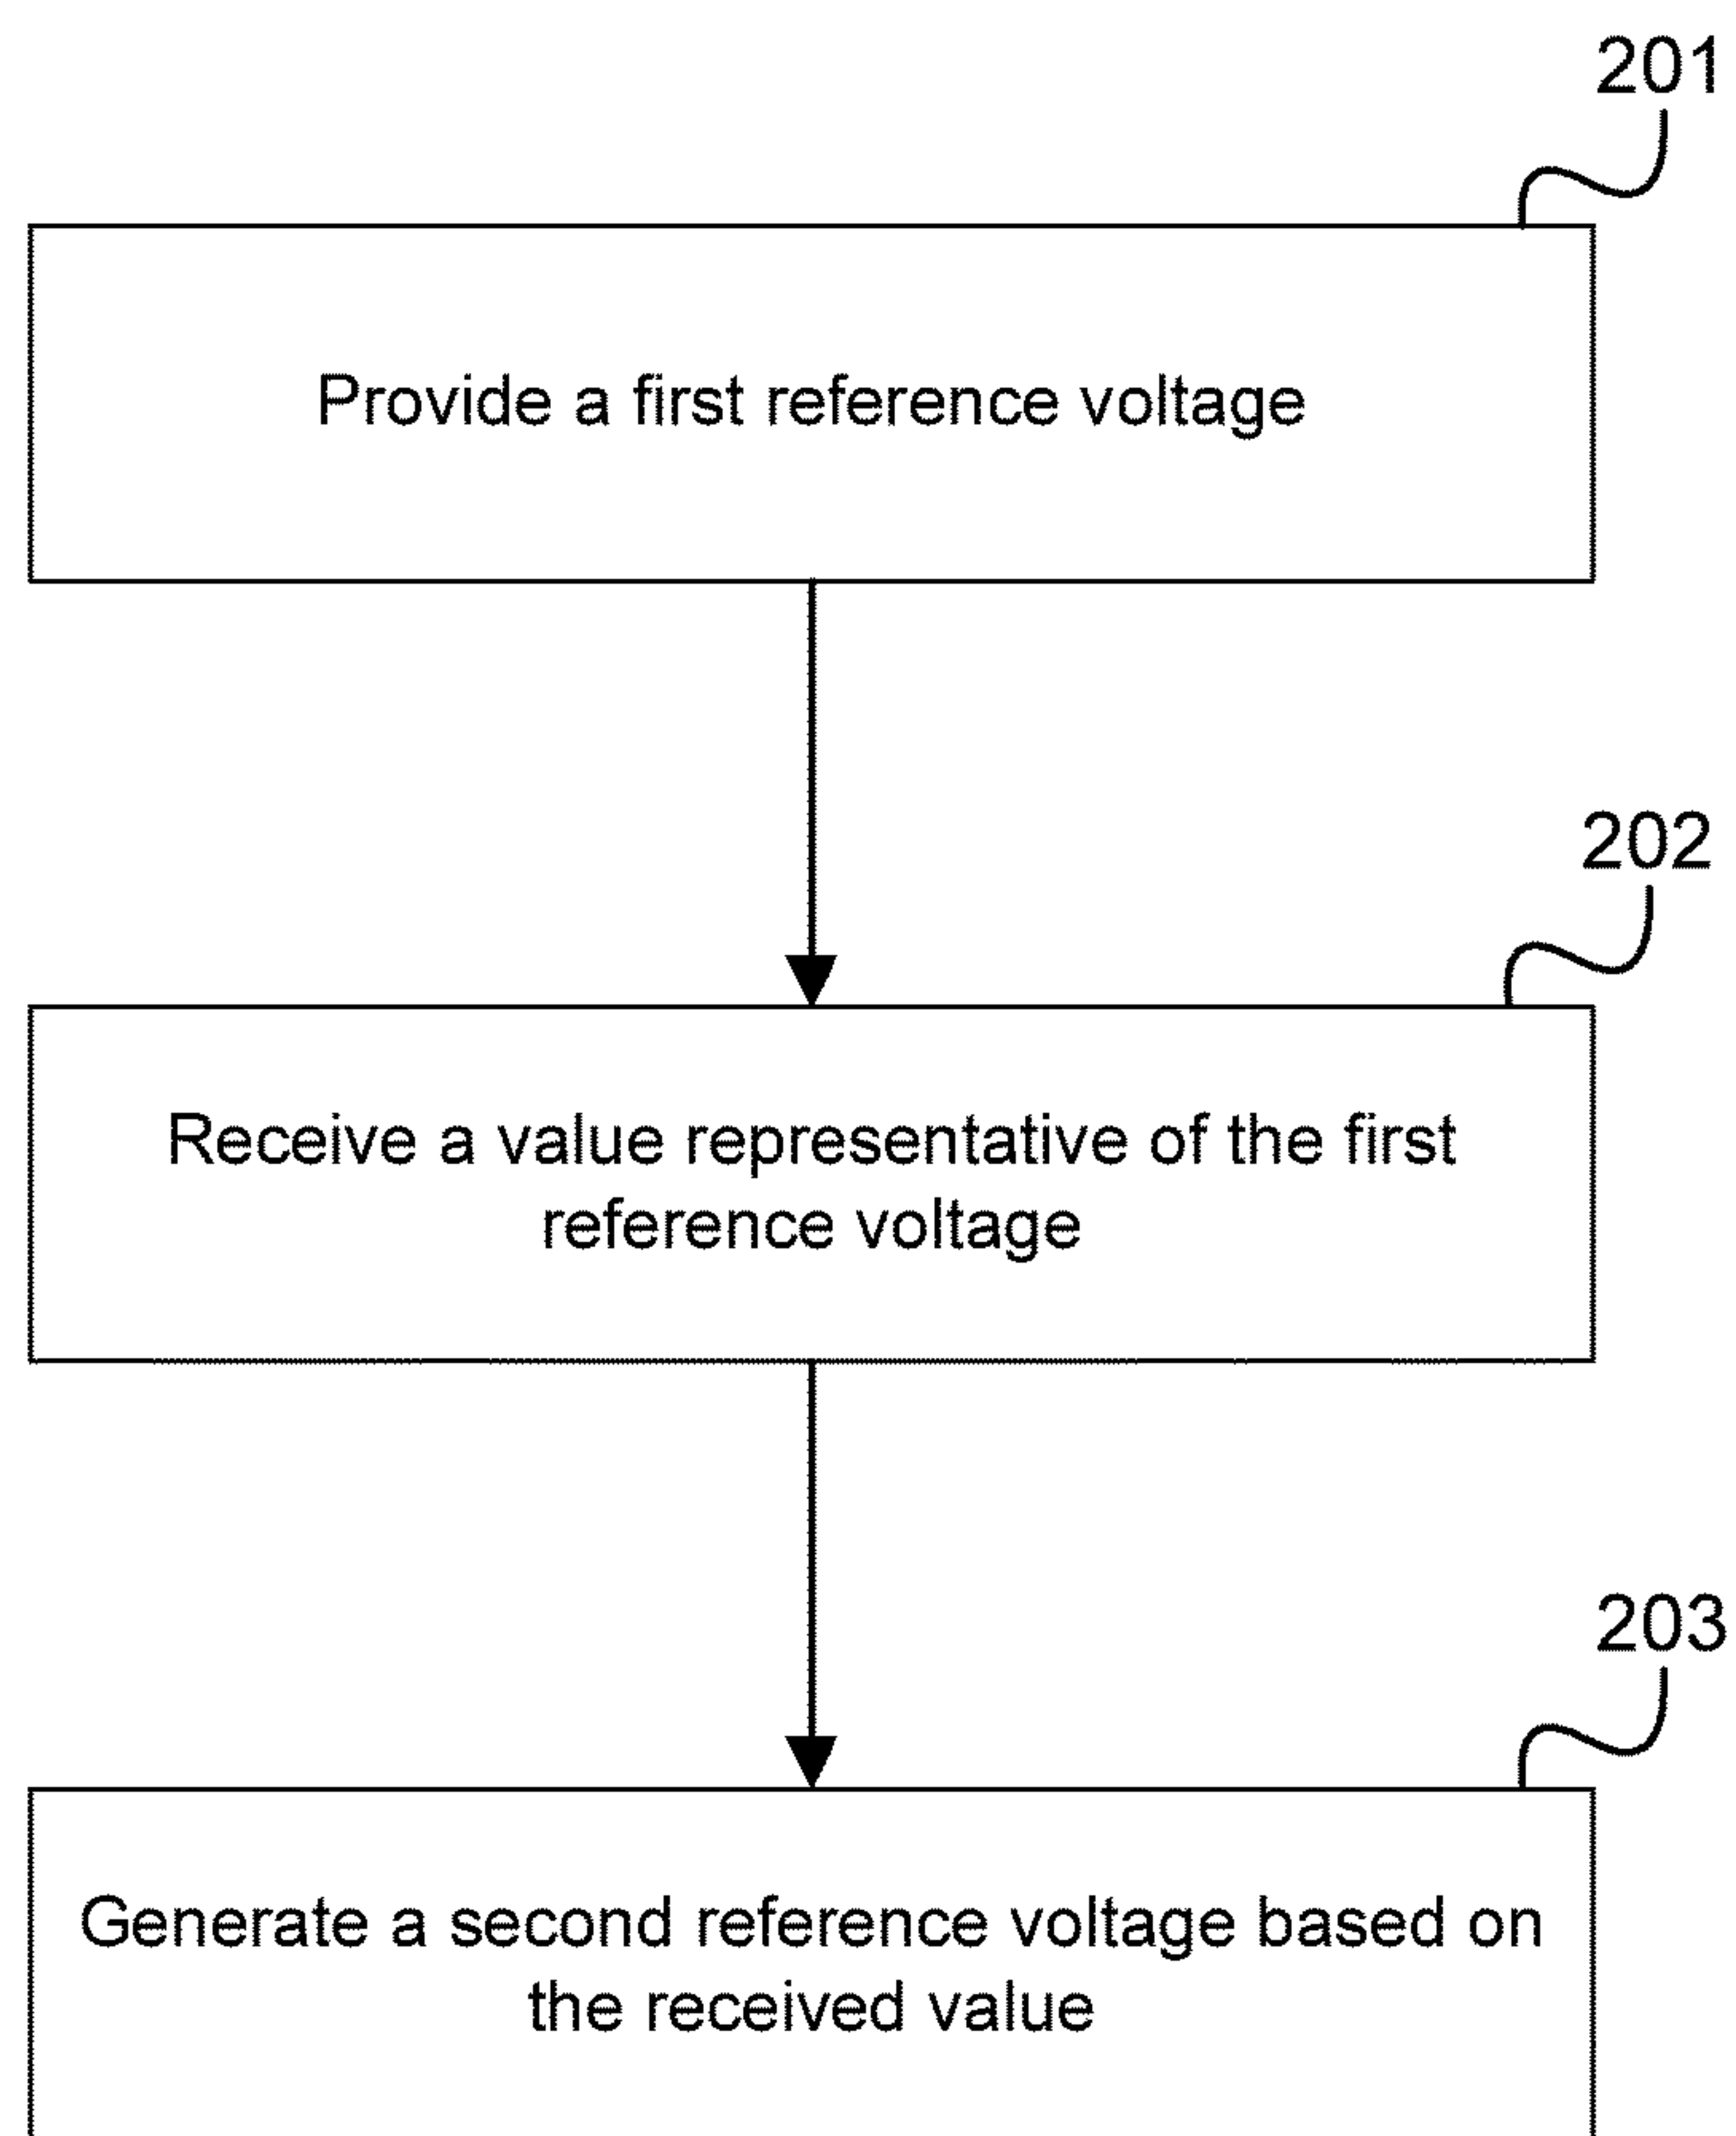 201
Provide a first reference voltage
202
Receive a value representative of the first
reference voltage
203
Generate a second reference voltage based on
the received value